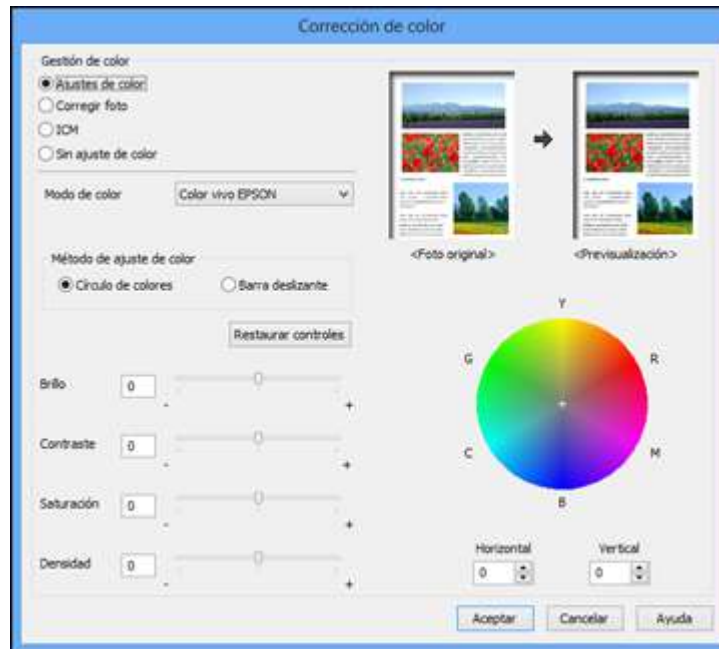 Corrección de color
Gestión de color
Ajustes de color
Corregir foto
ICM
Sin ajuste de color
Modo de color
Color vivo EPSON
Método de ajuste de color
Círculo de colores
Barra deslizante
Restaurar controles
Brillo
0
-
+
Contraste
0
-
+
Saturación
0
-
+
Densidad
0
-
+
<Foto original>
<Previsualización>
Y
G
R
C
M
B
Horizontal
Vertical
0
0
Aceptar
Cancelar
Ayuda